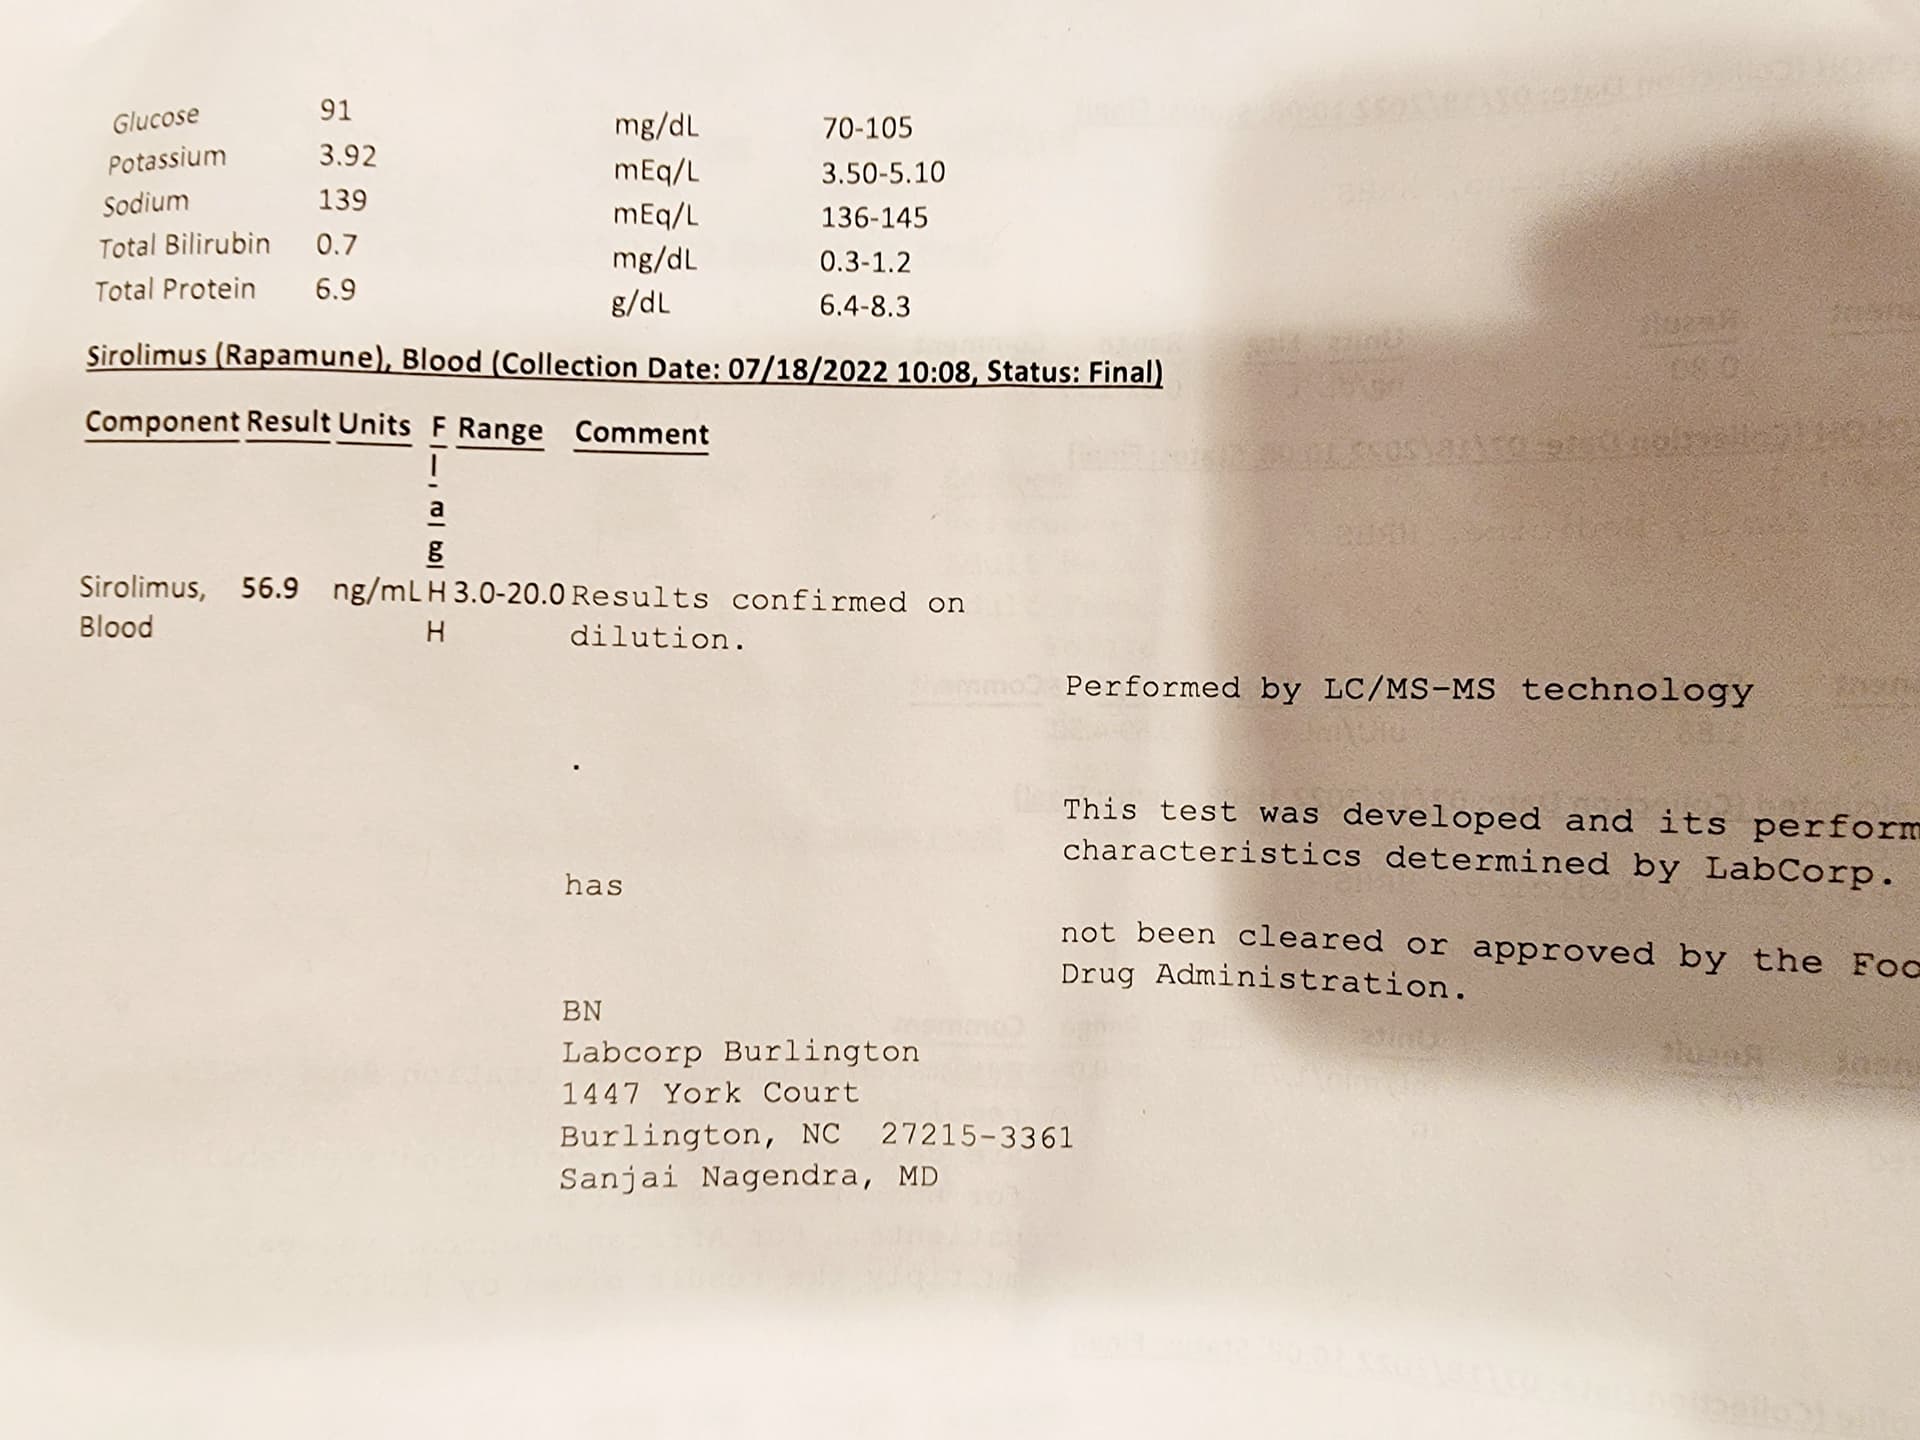 Glucose 91 mg/dL 70-105
Potassium 3.92 mEq/L 3.50-5.10
Sodium 139 mEq/L 136-145
Total Bilirubin 0.7 mg/dL 0.3-1.2
Total Protein 6.9 g/dL 6.4-8.3
Sirolimus (Rapamune), Blood (Collection Date: 07/18/2022 10:08, Status: Final)
Component Result Units F Range Comment
l
a
g
Sirolimus, 56.9 ng/mL H 3.0-20.0 Results confirmed on
Blood H dilution.
Performed by LC/MS-MS technology
.
This test was developed and its perform
characteristics determined by LabCorp.
has
not been cleared or approved by the Foo
Drug Administration.
BN
Labcorp Burlington
1447 York Court
Burlington, NC 27215-3361
Sanjai Nagendra, MD